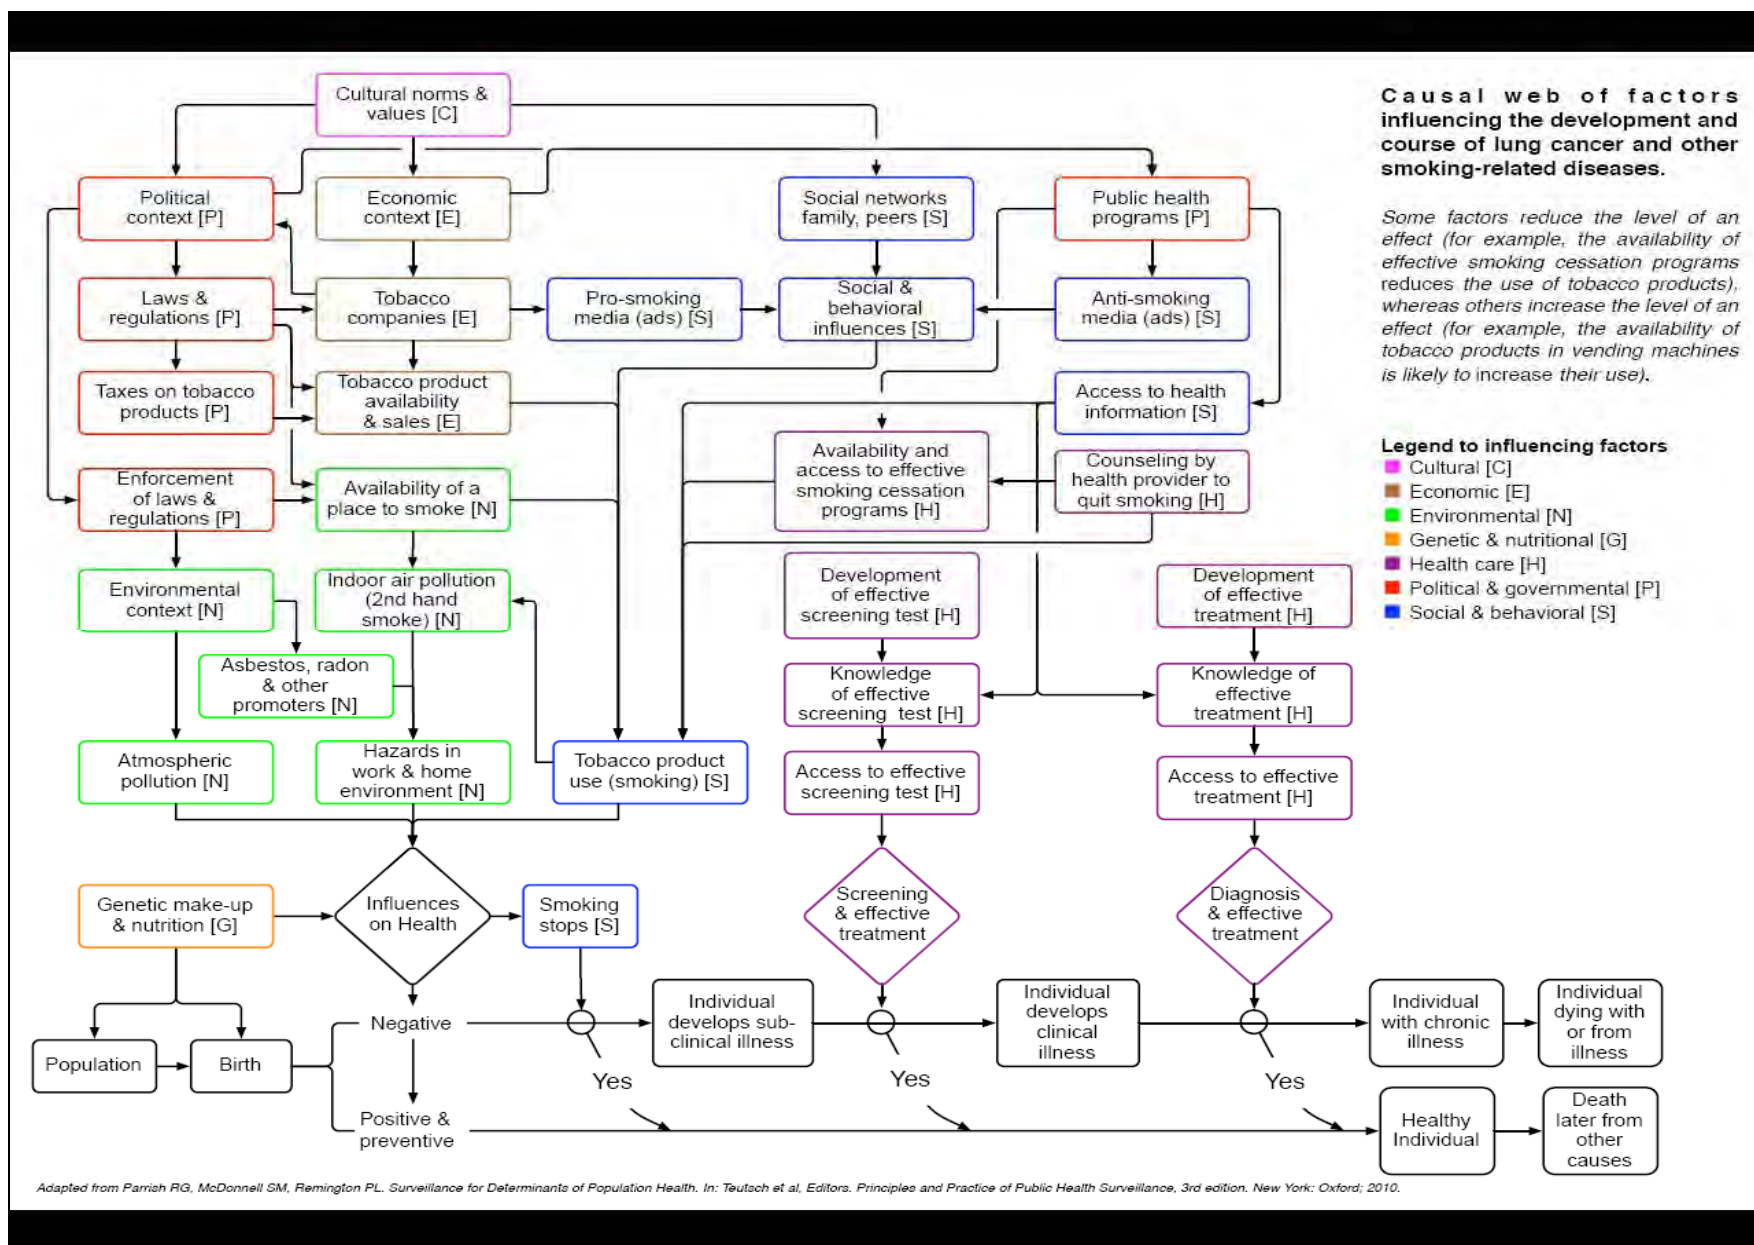 Cultural norms &
values [C]
Causal web of factors
influencing the development and
course of lung cancer and other
smoking-related diseases.
Some factors reduce the level of an
effect (for example, the availability of
effective smoking cessation programs
reduces the use of tobacco products),
whereas others increase the level of an
effect (for example, the availability of
tobacco products in vending machines
is likely to increase their use).
Legend to influencing factors
Cultural [C]
Economic [E]
Environmental [N]
Genetic & nutritional [G]
Health care [H]
Political & governmental [P]
Social & behavioral [S]
Political
context [P]
Economic
context [E]
Social networks
family, peers [S]
Public health
programs [P]
Laws &
regulations [P]
Tobacco
companies [E]
Pro-smoking
media (ads) [S]
Social &
behavioral
influences [S]
Anti-smoking
media (ads) [S]
Taxes on tobacco
products [P]
Tobacco product
availability
& sales [E]
Access to health
information [S]
Availability and
access to effective
smoking cessation
programs [H]
Counseling by
health provider to
quit smoking [H]
Enforcement
of laws &
regulations [P]
Availability of a
place to smoke [N]
Environmental
context [N]
Indoor air pollution
(2nd hand
smoke) [N]
Development
of effective
screening test [H]
Development
of effective
treatment [H]
Asbestos, radon
& other
promoters [N]
Knowledge
of effective
screening test [H]
Knowledge of
effective
treatment [H]
Atmospheric
pollution [N]
Hazards in
work & home
environment [N]
Tobacco product
use (smoking) [S]
Access to effective
screening test [H]
Access to effective
treatment [H]
Genetic make-up
& nutrition [G]
Influences
on Health
Smoking
stops [S]
Screening
& effective
treatment
Diagnosis
& effective
treatment
Population
Birth
Negative
Positive &
preventive
Individual
develops sub-
clinical illness
Individual
develops
clinical
illness
Individual
with chronic
illness
Individual
dying with
or from
illness
Yes
Yes
Yes
Healthy
Individual
Death
later from
other
causes
Adapted from Parrish RG, McDonnell SM, Remington PL. Surveillance for Determinants of Population Health. In: Teutsch et al, Editors. Principles and Practice of Public Health Surveillance, 3rd edition. New York: Oxford; 2010.